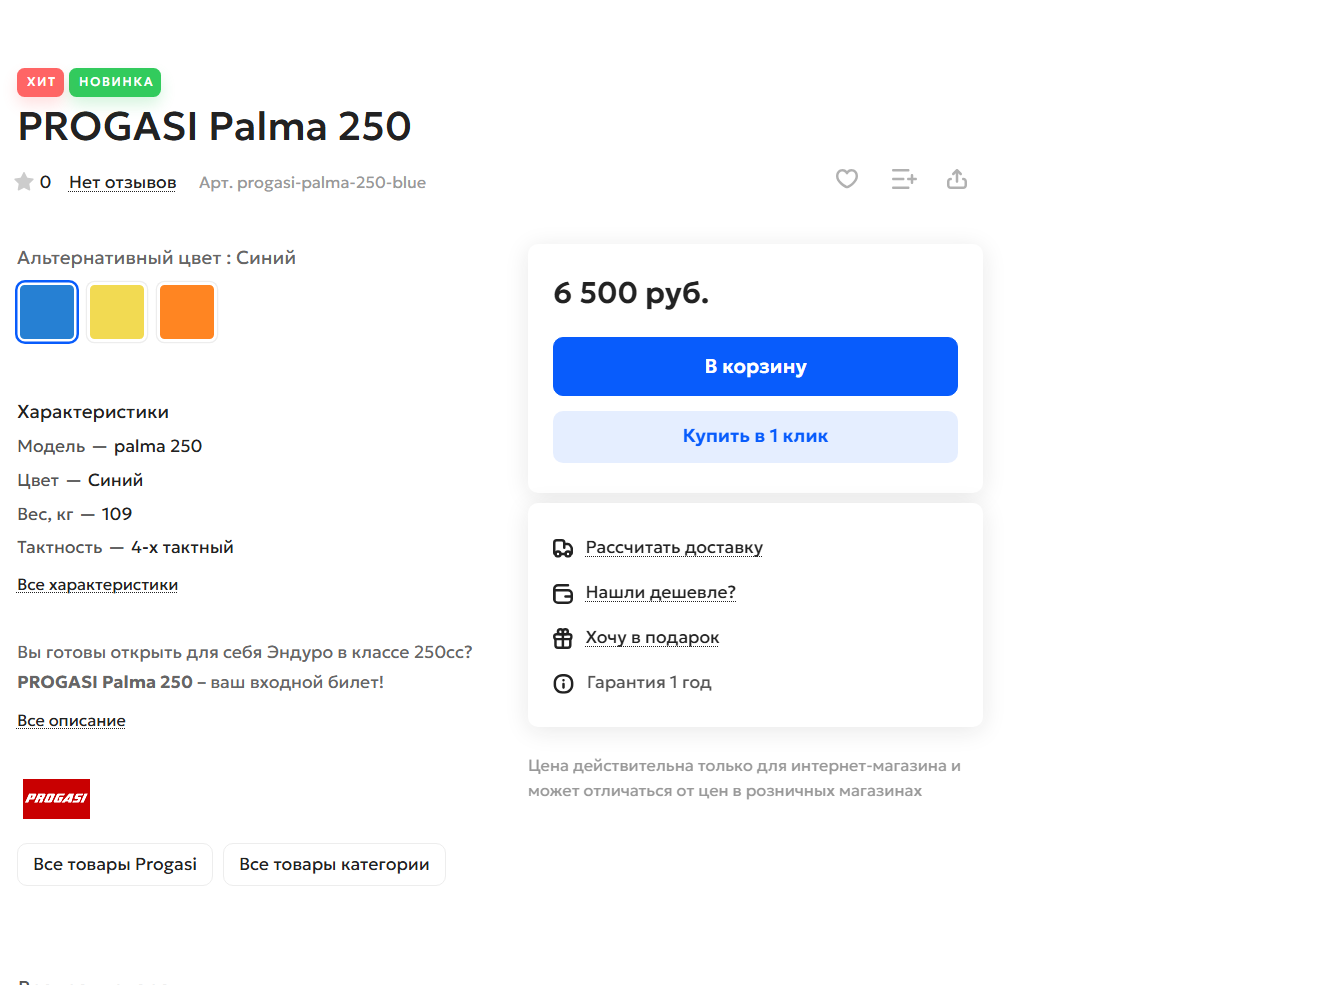 ХИТ НОВИНКА
PROGASI Palma 250
0 Нет отзывов Арт. progasi-palma-250-blue
Альтернативный цвет : Синий
6 500 руб.
В корзину
Купить в 1 клик
Характеристики
Модель — palma 250
Цвет — Синий
Вес, кг — 109
Тактность — 4-х тактный
Все характеристики
Рассчитать доставку
Нашли дешевле?
Хочу в подарок
Гарантия 1 год
Вы готовы открыть для себя Эндуро в классе 250сс?
PROGASI Palma 250 – ваш входной билет!
Все описание
Цена действительна только для интернет-магазина и
может отличаться от цен в розничных магазинах
PROGASI
Все товары Progasi
Все товары категории